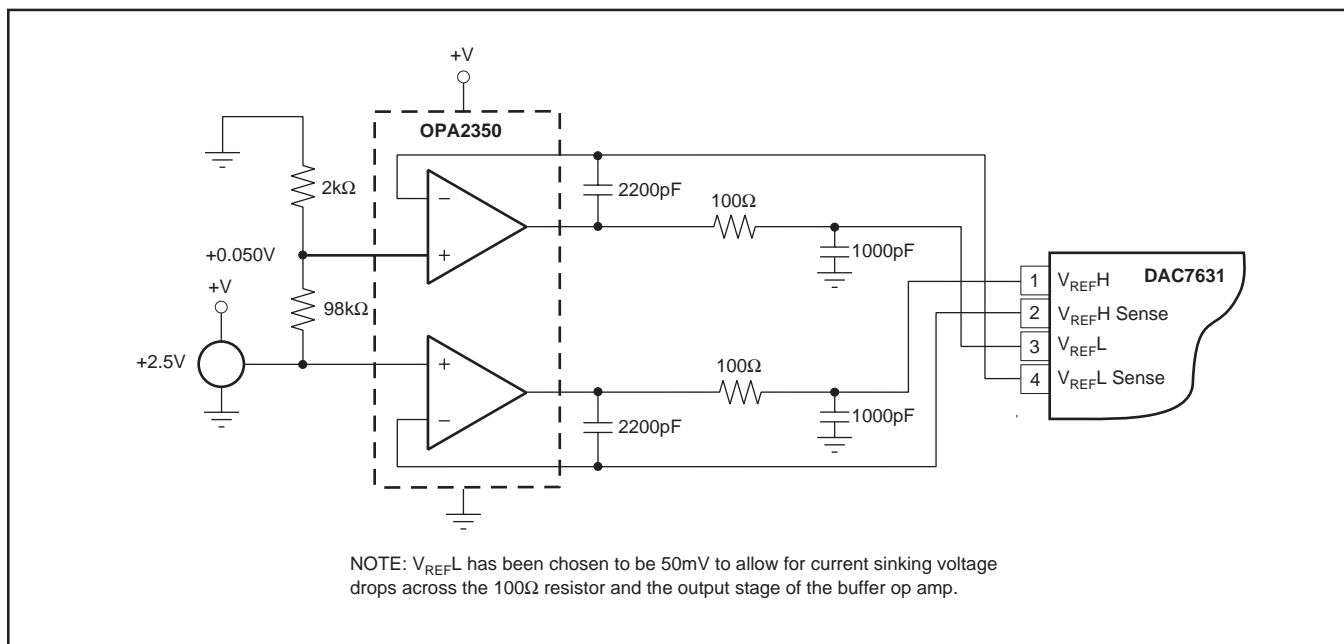 +V
OPA2350
2kΩ
2200pF
100Ω
−
+0.050V
+
1000pF
+V
98kΩ
1 VREFH DAC7631
2 VREFH Sense
+2.5V
+
100Ω
3 VREFL
4 VREFL Sense
−
2200pF
1000pF
NOTE: VREFL has been chosen to be 50mV to allow for current sinking voltage
drops across the 100Ω resistor and the output stage of the buffer op amp.